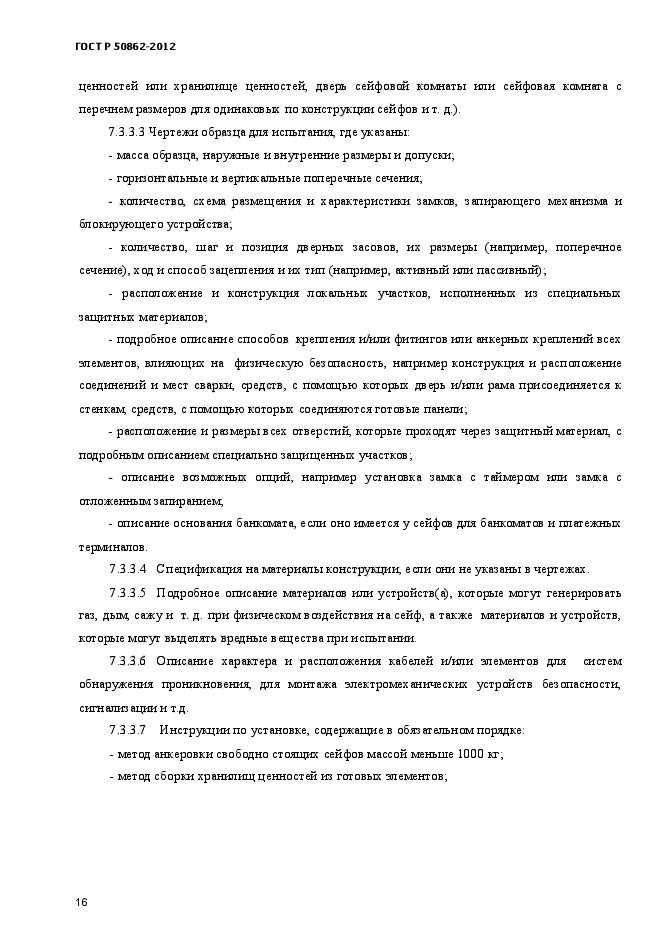 ГОСТ Р 50862-2012
ценностей или хранилище ценностей, дверь сейфовой комнаты или сейфовая комната с
перечнем размеров для одинаковых по конструкции сейфов и т. д.).
7.3.3.3 Чертежи образца для испытания, где указаны:
- масса образца, наружные и внутренние размеры и допуски;
- горизонтальные и вертикальные поперечные сечения;
- количество, схема размещения и характеристики замков, запирающего механизма и
блокирующего устройства;
- количество, шаг и позиция дверных засовов, их размеры (например, поперечное
сечение), ход и способ зацепления и их тип (например, активный или пассивный);
- расположение и конструкция локальных участков, исполненных из специальных
защитных материалов;
- подробное описание способов крепления и/или фитингов или анкерных креплений всех
элементов, влияющих на физическую безопасность, например конструкция и расположение
соединений и мест сварки, средств, с помощью которых дверь и/или рама присоединяется к
стенкам, средств, с помощью которых соединяются готовые панели;
- расположение и размеры всех отверстий, которые проходят через защитный материал, с
подробным описанием специально защищенных участков;
- описание возможных опций, например установка замка с таймером или замка с
отложенным запиранием;
- описание основания банкомата, если оно имеется у сейфов для банкоматов и платежных
терминалов.
7.3.3.4 Спецификация на материалы конструкции, если они не указаны в чертежах.
7.3.3.5 Подробное описание материалов или устройств(а), которые могут генерировать
газ, дым, сажу и т. д. при физическом воздействия на сейф, а также материалов и устройств,
которые могут выделять вредные вещества при испытании.
7.3.3.6 Описание характера и расположения кабелей и/или элементов для систем
обнаружения проникновения, для монтажа электромеханических устройств безопасности,
сигнализации и т.д.
7.3.3.7 Инструкции по установке, содержащие в обязательном порядке:
- метод анкеровки свободно стоящих сейфов массой меньше 1000 кг;
- метод сборки хранилищ ценностей из готовых элементов;
16